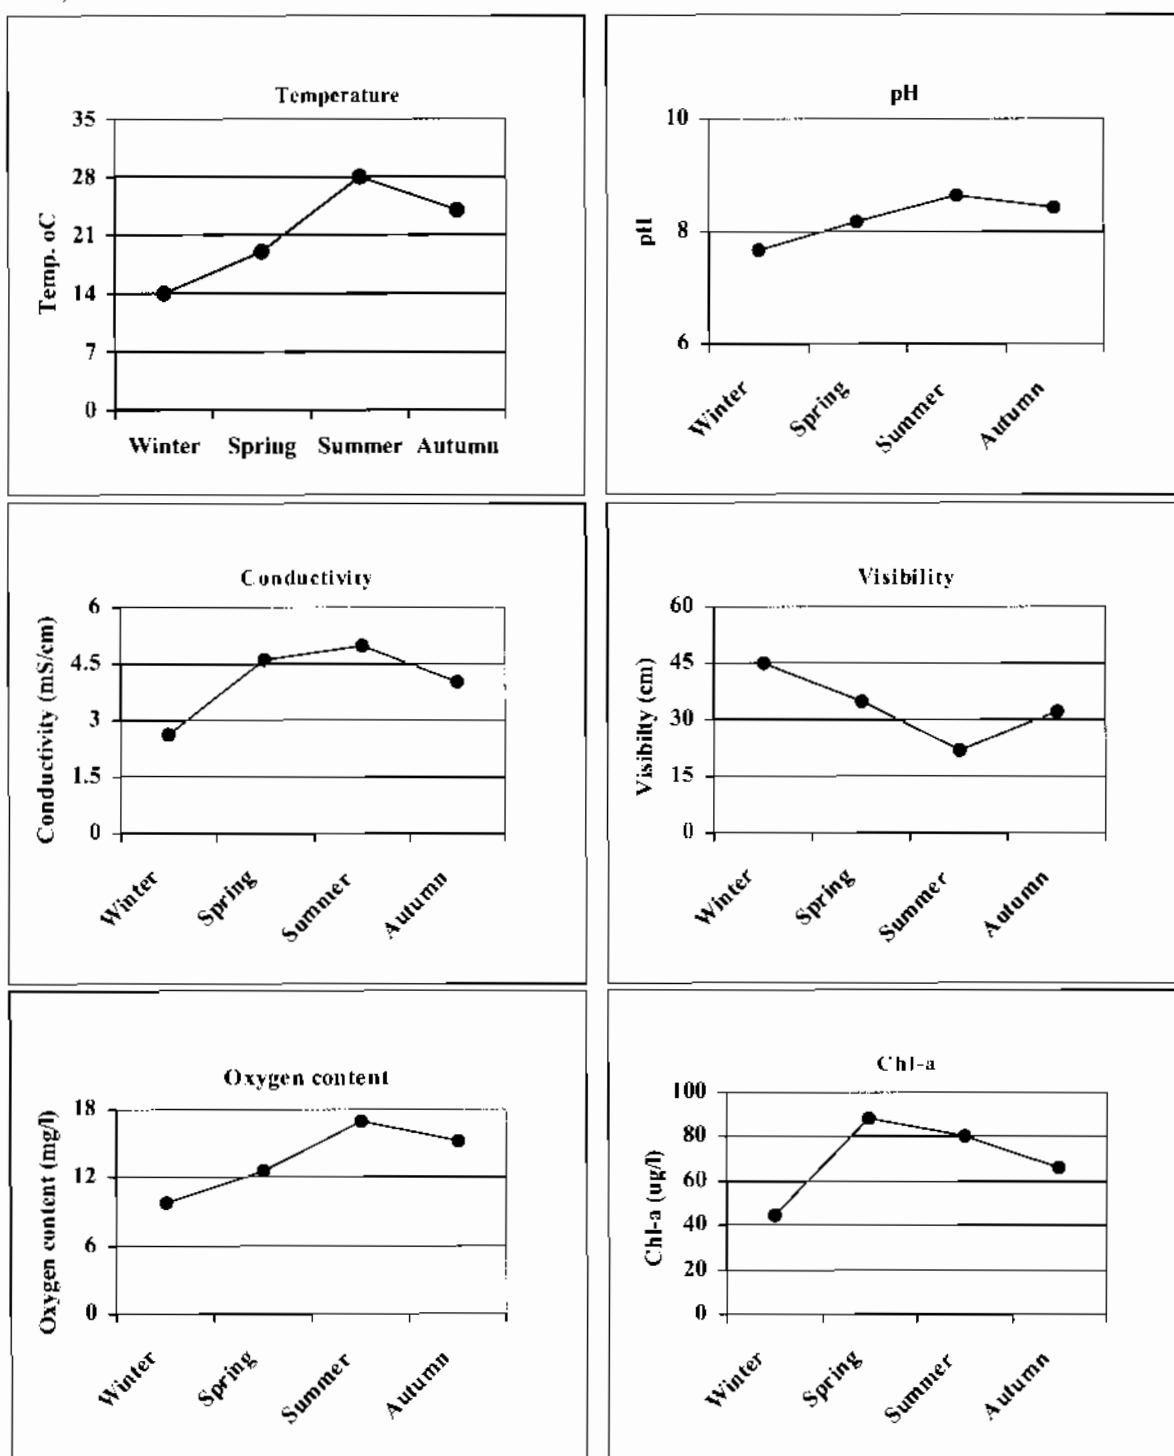 Temperature
35
28
21
14
7
0
Temp. oC
Winter Spring Summer Autumn
pH
10
8
6
pH
Winter Spring Summer Autumn
Conductivity
6
4.5
3
1.5
0
Conductivity (mS/cm)
Winter Spring Summer Autumn
Visibility
60
45
30
15
0
Visibilty (cm)
Winter Spring Summer Autumn
Oxygen content
18
12
6
0
Oxygen content (mg/l)
Winter Spring Summer Autumn
Chl-a
100
80
60
40
20
0
Chl-a (ug/l)
Winter Spring Summer Autumn